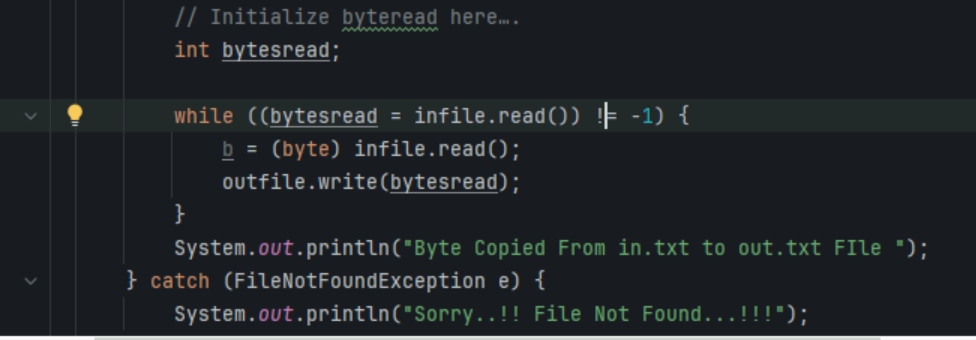 // Initialize byteread here….
int bytesread;
while ((bytesread = infile.read()) != -1) {
b = (byte) infile.read();
outfile.write(bytesread);
}
System.out.println("Byte Copied From in.txt to out.txt FIle ");
} catch (FileNotFoundException e) {
System.out.println("Sorry..!! File Not Found...!!!");